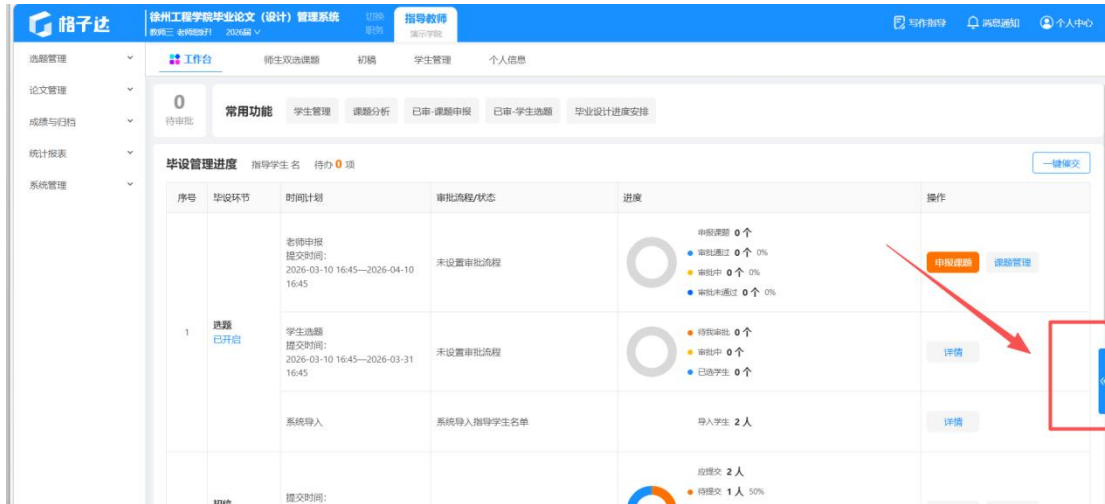 格子达
徐州工程学院毕业论文（设计）管理系统
切换
职务
指导教师
演示学院
写作指导
消息通知
个人中心
教师三
2026届
选题管理
论文管理
成绩与归档
统计报表
系统管理
工作台
师生双选课题
初稿
学生管理
个人信息
0
待审批
常用功能
学生管理
课题分析
已审-课题申报
已审-学生选题
毕业设计进度安排
毕设管理进度 指导学生 名 待办 0 项
一键催交
序号 毕设环节 时间计划 审批流程/状态 进度 操作
1
选题
已开启
老师申报
提交时间:
2026-03-10 16:45—2026-04-10
16:45
未设置审批流程
申报课题 0 个
审批通过 0 个 0%
审批中 0 个 0%
审批未通过 0 个 0%
申报课题
课题管理
学生选题
提交时间:
2026-03-10 16:45—2026-03-31
16:45
未设置审批流程
待我审批 0 个
审批中 0 个
已选学生 0 个
详情
系统导入
系统导入指导学生名单
导入学生 2 人
详情
初稿
提交时间:
应提交 2 人
待提交 1 人 50%